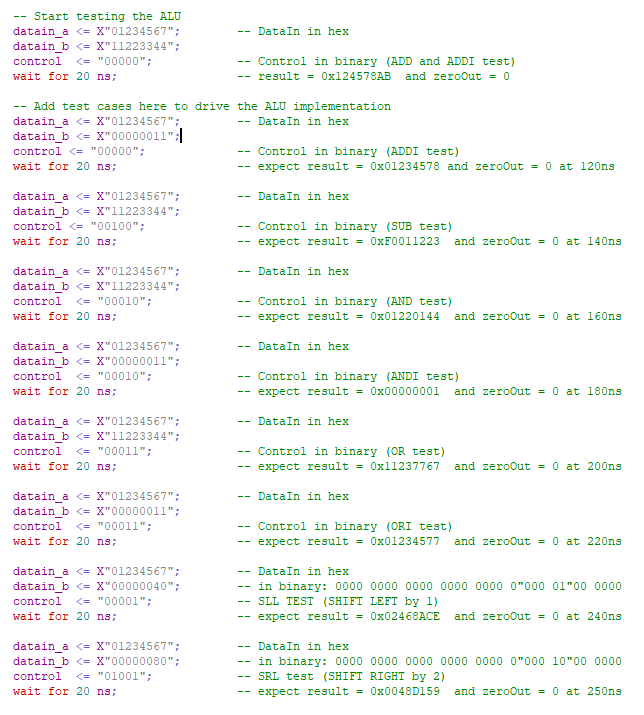 -- Start testing the ALU
datain_a <= X"01234567";        -- DataIn in hex
datain_b <= X"11223344";
control  <= "00000";            -- Control in binary (ADD and ADDI test)
wait for 20 ns;                 -- result = 0x124578AB  and zeroOut = 0

-- Add test cases here to drive the ALU implementation
datain_a <= X"01234567";        -- DataIn in hex
datain_b <= X"00000011";
control <= "00000";             -- Control in binary (ADDI test)
wait for 20 ns;                 -- expect result = 0x01234578 and zeroOut = 0 at 120ns

datain_a <= X"01234567";        -- DataIn in hex
datain_b <= X"11223344";
control <= "00100";             -- Control in binary (SUB test)
wait for 20 ns;                 -- expect result = 0xF0011223  and zeroOut = 0 at 140ns

datain_a <= X"01234567";        -- DataIn in hex
datain_b <= X"11223344";
control  <= "00010";            -- Control in binary (AND test)
wait for 20 ns;                 -- expect result = 0x01220144  and zeroOut = 0 at 160ns

datain_a <= X"01234567";        -- DataIn in hex
datain_b <= X"00000011";
control  <= "00010";            -- Control in binary (ANDI test)
wait for 20 ns;                 -- expect result = 0x00000001  and zeroOut = 0 at 180ns

datain_a <= X"01234567";        -- DataIn in hex
datain_b <= X"11223344";
control  <= "00011";            -- Control in binary (OR test)
wait for 20 ns;                 -- expect result = 0x11237767  and zeroOut = 0 at 200ns

datain_a <= X"01234567";        -- DataIn in hex
datain_b <= X"00000011";
control  <= "00011";            -- Control in binary (ORI test)
wait for 20 ns;                 -- expect result = 0x01234577  and zeroOut = 0 at 220ns

datain_a <= X"01234567";        -- DataIn in hex
datain_b <= X"00000040";        -- in binary: 0000 0000 0000 0000 0000 0"000 01"00 0000
control  <= "00001";            -- SLL TEST (SHIFT LEFT by 1)
wait for 20 ns;                 -- expect result = 0x02468ACE  and zeroOut = 0 at 240ns

datain_a <= X"01234567";        -- DataIn in hex
datain_b <= X"00000080";        -- in binary: 0000 0000 0000 0000 0000 0"000 10"00 0000
control  <= "01001";            -- SRL test (SHIFT RIGHT by 2)
wait for 20 ns;                 -- expect result = 0x0048D159  and zeroOut = 0 at 250ns